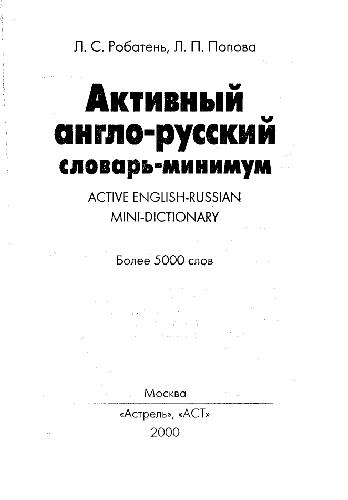 Л. С. Робатень, Л. П. Попова
Активный
англо-русский
словарь-минимум
ACTIVE ENGLISH-RUSSIAN
MINI-DICTIONARY
Более 5000 слов
Москва
«Астрель», «АСТ»
2000